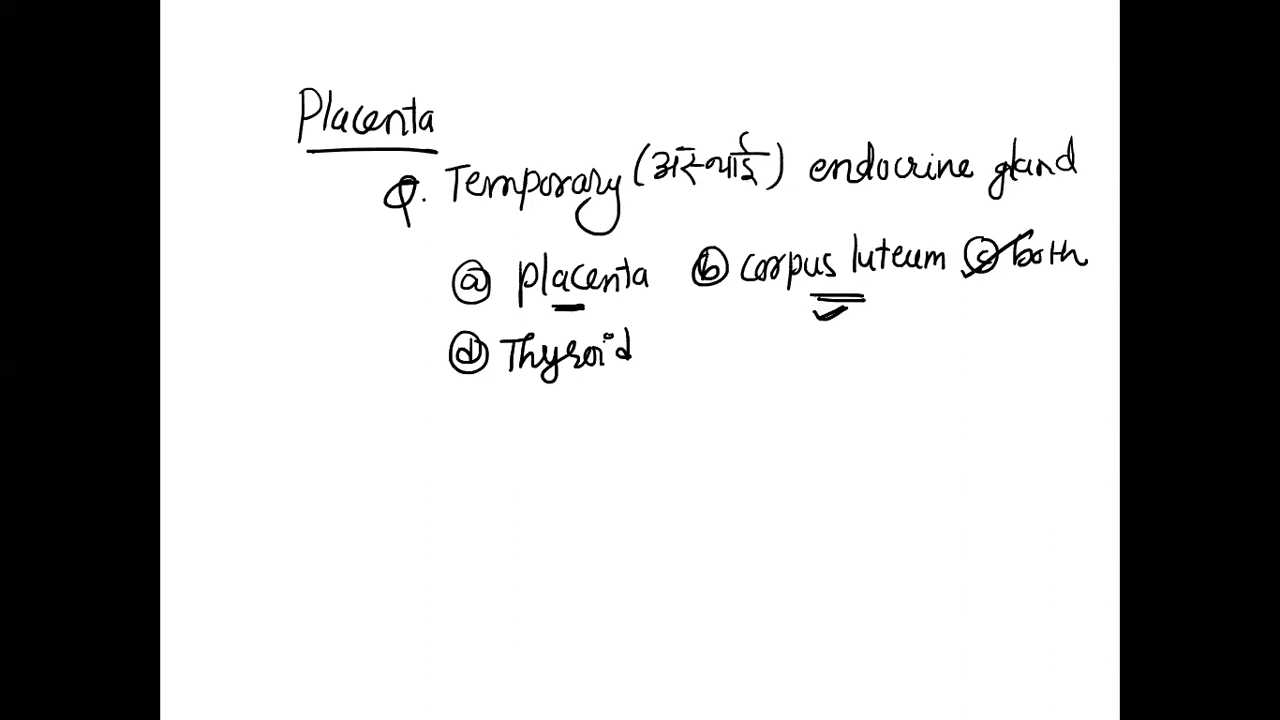 Placenta
Q. Temporary (अस्थाई) endocrine gland
ⓐ placenta ⓑ corpus luteum ⓒ both
ⓓ Thyroid